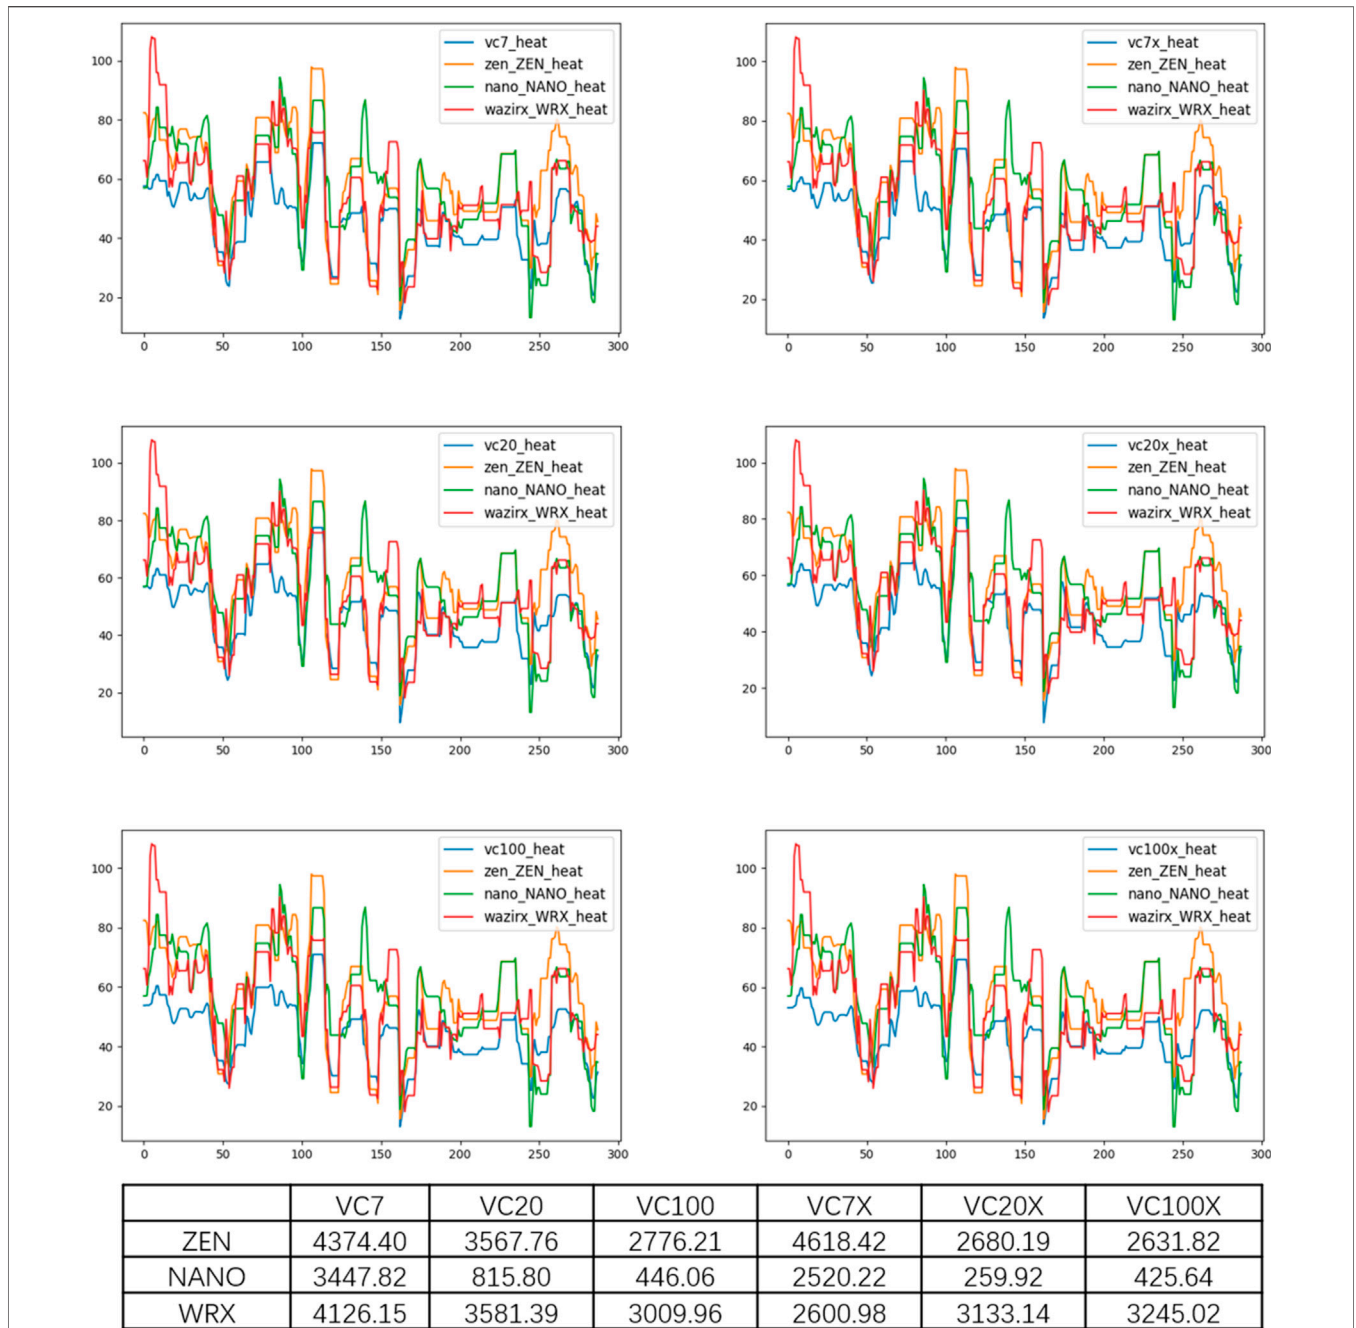 vc7_heat
zen_ZEN_heat
nano_NANO_heat
wazirx_WRX_heat
100
80
60
40
20
0 50 100 150 200 250 300
vc7x_heat
zen_ZEN_heat
nano_NANO_heat
wazirx_WRX_heat
100
80
60
40
20
0 50 100 150 200 250 300
vc20_heat
zen_ZEN_heat
nano_NANO_heat
wazirx_WRX_heat
100
80
60
40
20
0 50 100 150 200 250 300
vc20x_heat
zen_ZEN_heat
nano_NANO_heat
wazirx_WRX_heat
100
80
60
40
20
0 50 100 150 200 250 300
vc100_heat
zen_ZEN_heat
nano_NANO_heat
wazirx_WRX_heat
100
80
60
40
20
0 50 100 150 200 250 300
vc100x_heat
zen_ZEN_heat
nano_NANO_heat
wazirx_WRX_heat
100
80
60
40
20
0 50 100 150 200 250 300
VC7 VC20 VC100 VC7X VC20X VC100X
ZEN 4374.40 3567.76 2776.21 4618.42 2680.19 2631.82
NANO 3447.82 815.80 446.06 2520.22 259.92 425.64
WRX 4126.15 3581.39 3009.96 2600.98 3133.14 3245.02